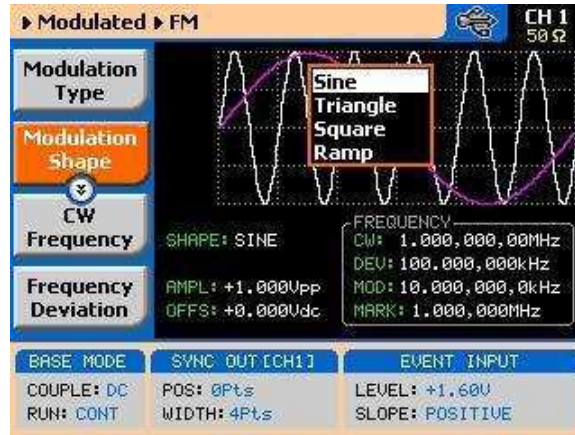 Modulated FM
CH 1
50 Ω
Modulation
Type
Modulation
Shape
CW
Frequency
Frequency
Deviation
Sine
Triangle
Square
Ramp
SHAPE: SINE
AMPL: +1.000Vpp
OFFS: +0.000Vdc
FREQUENCY
CW: 1.000,000,00MHz
DEV: 100.000,000kHz
MOD: 10.000,000,0kHz
MARK: 1.000,000MHz
BASE MODE
COUPLE: DC
RUN: CONT
SYNC OUT [CH1]
POS: 0Pts
WIDTH: 4Pts
EVENT INPUT
LEVEL: +1.60V
SLOPE: POSITIVE